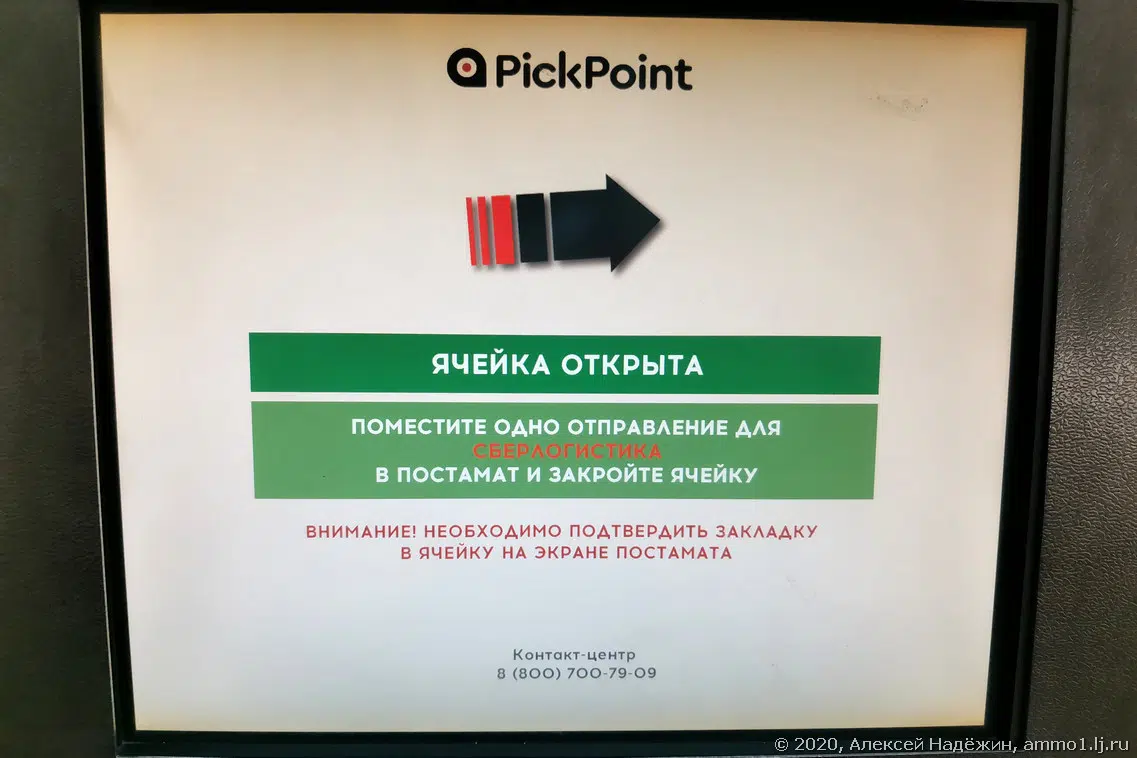 PickPoint
ЯЧЕЙКА ОТКРЫТА
ПОМЕСТИТЕ ОДНО ОТПРАВЛЕНИЕ ДЛЯ
СБЕРЛОГИСТИКА
В ПОСТАМАТ И ЗАКРОЙТЕ ЯЧЕЙКУ
ВНИМАНИЕ! НЕОБХОДИМО ПОДТВЕРДИТЬ ЗАКЛАДКУ
В ЯЧЕЙКУ НА ЭКРАНЕ ПОСТАМАТА
Контакт-центр
8 (800) 700-79-09
© 2020, Алексей Надёжин, ammo1.lj.ru